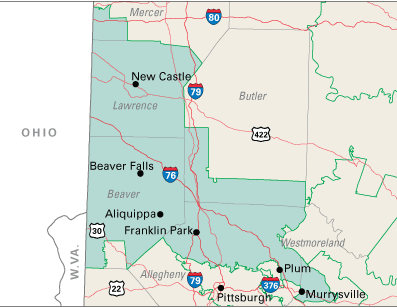 Mercer
80
New Castle
79
Lawrence
Butler
OHIO
422
Beaver Falls
76
Beaver
Aliquippa
30
Franklin Park
Westmoreland
W.VA.
Allegheny
Plum
22
79
376
Pittsburgh
Murrysville